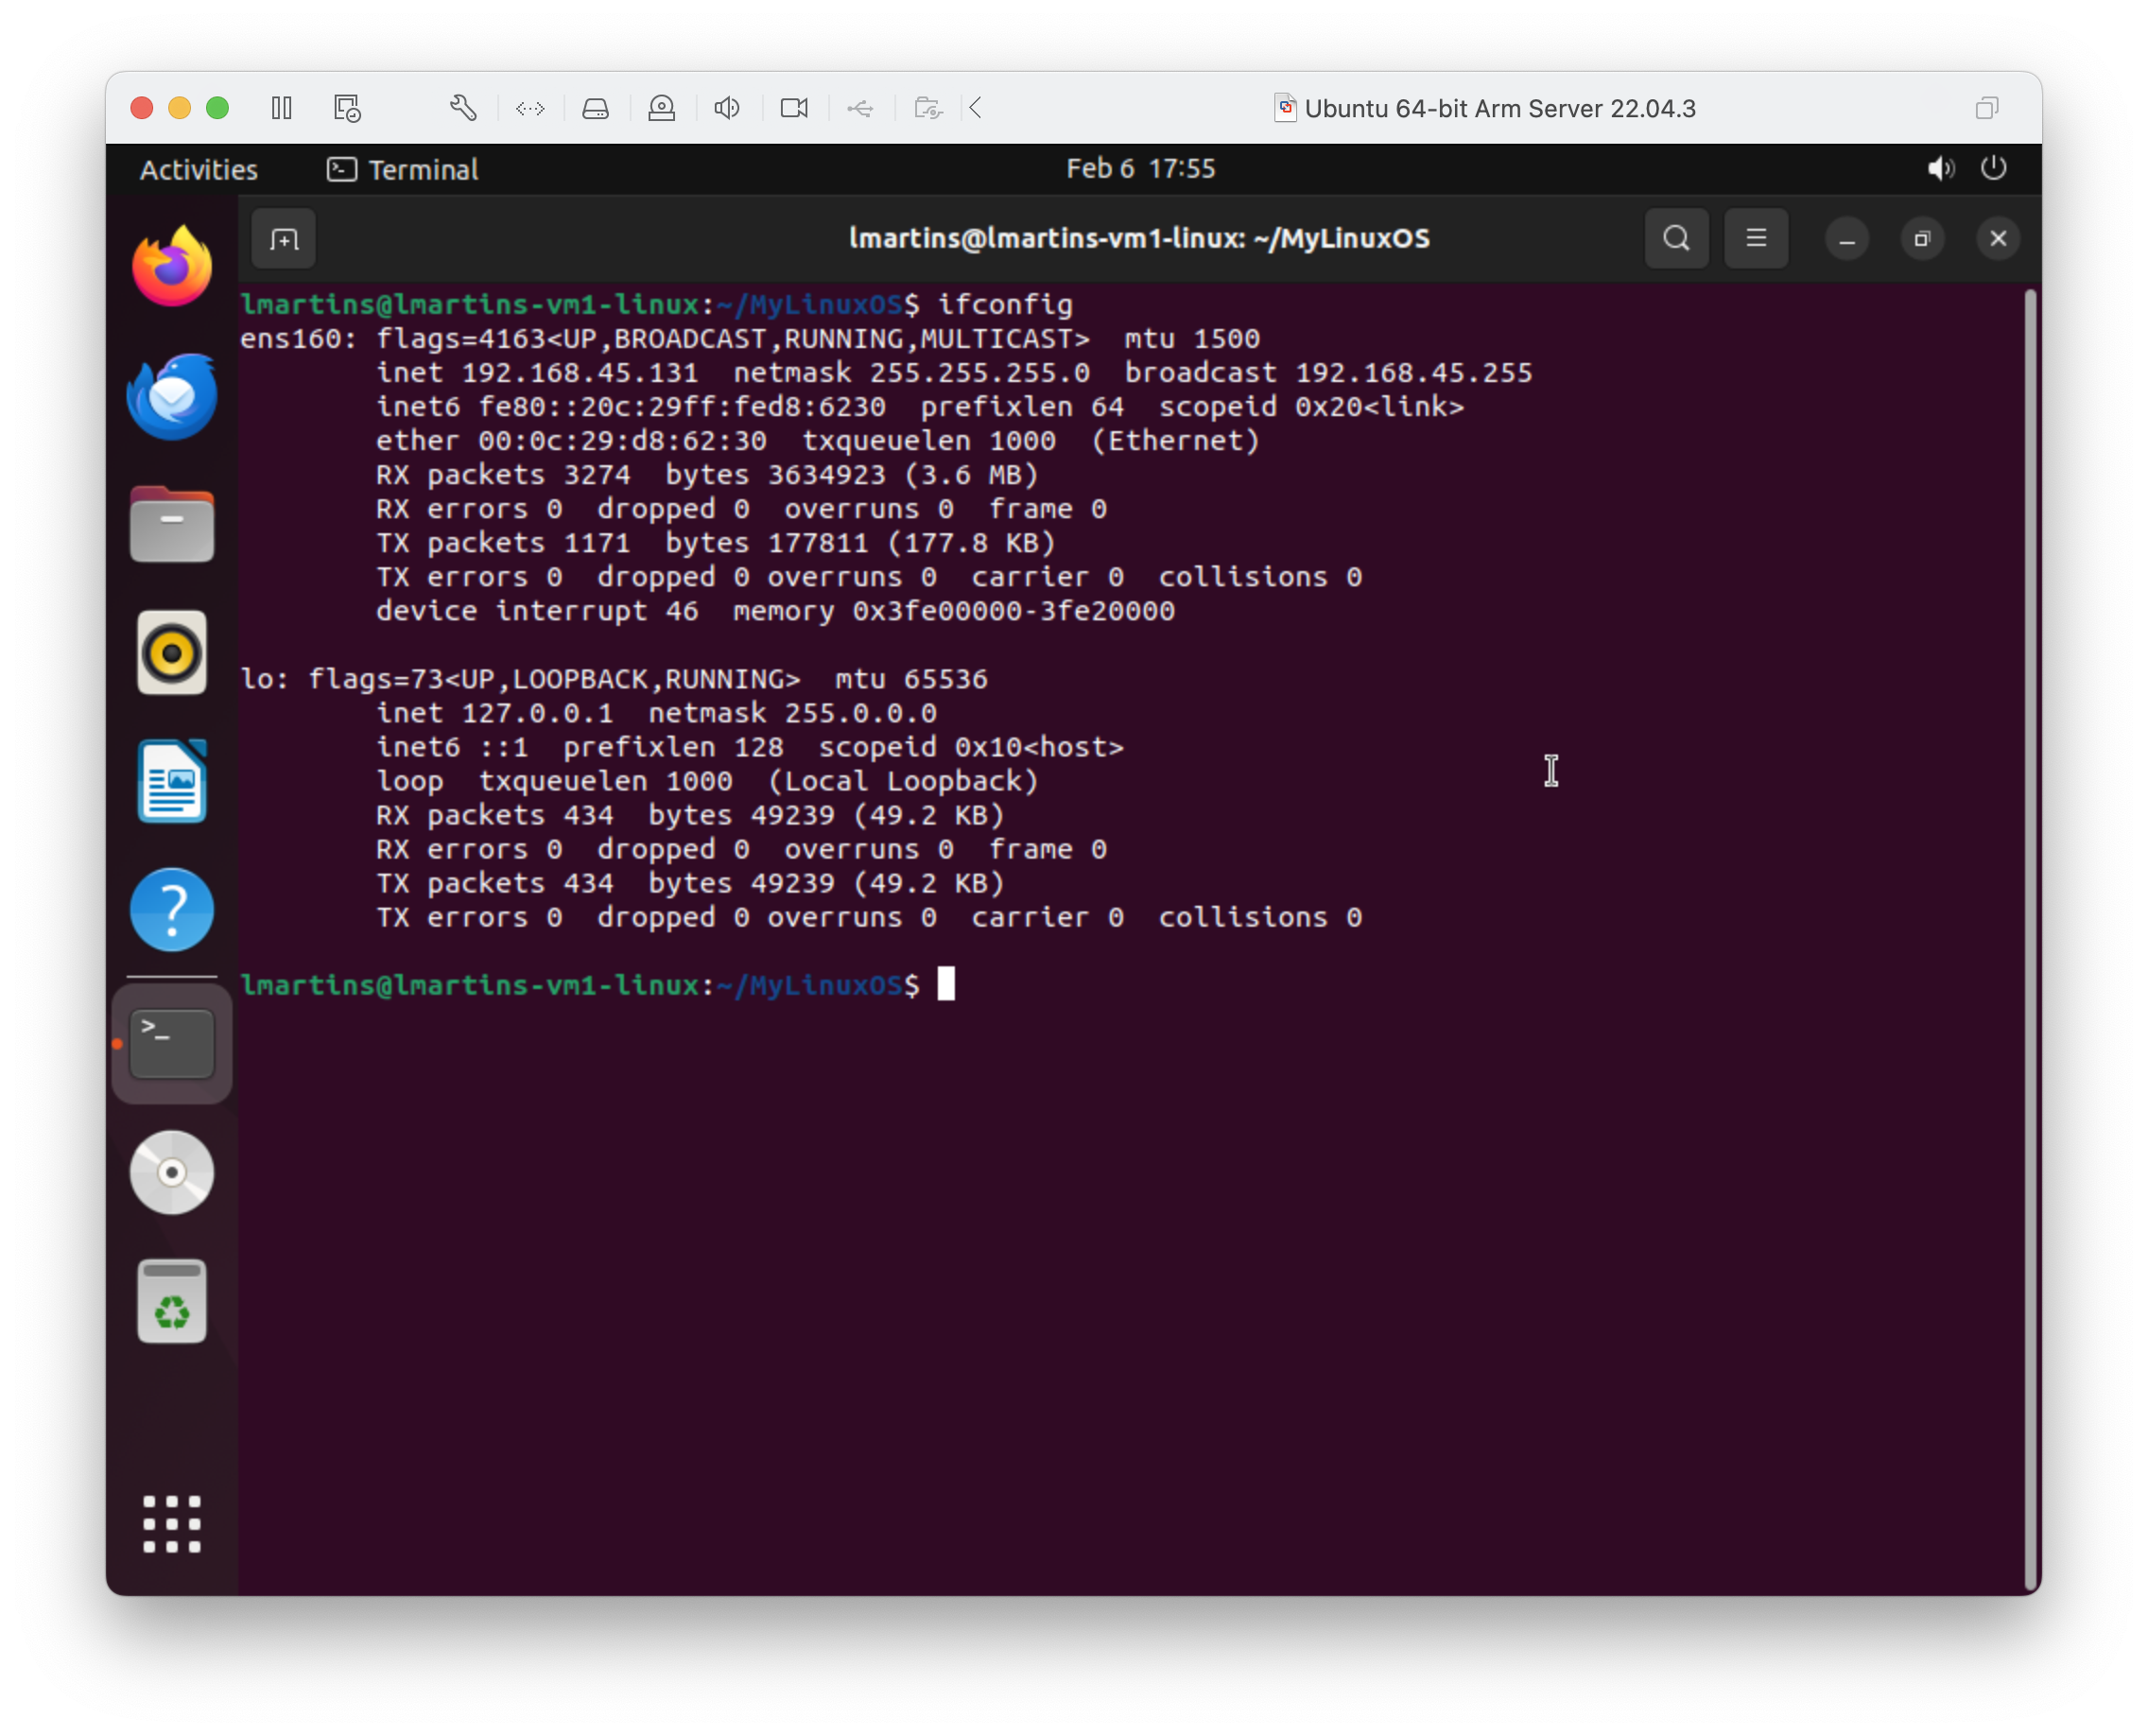 Ubuntu 64-bit Arm Server 22.04.3
Activities Terminal Feb 6 17:55
lmartins@lmartins-vm1-linux: ~/MyLinuxOS
lmartins@lmartins-vm1-linux:~/MyLinuxOS$ ifconfig
ens160: flags=4163<UP,BROADCAST,RUNNING,MULTICAST>  mtu 1500
        inet 192.168.45.131  netmask 255.255.255.0  broadcast 192.168.45.255
        inet6 fe80::20c:29ff:fed8:6230  prefixlen 64  scopeid 0x20<link>
        ether 00:0c:29:d8:62:30  txqueuelen 1000  (Ethernet)
        RX packets 3274  bytes 3634923 (3.6 MB)
        RX errors 0  dropped 0  overruns 0  frame 0
        TX packets 1171  bytes 177811 (177.8 KB)
        TX errors 0  dropped 0 overruns 0  carrier 0  collisions 0
        device interrupt 46  memory 0x3fe00000-3fe20000
lo: flags=73<UP,LOOPBACK,RUNNING>  mtu 65536
        inet 127.0.0.1  netmask 255.0.0.0
        inet6 ::1  prefixlen 128  scopeid 0x10<host>
        loop  txqueuelen 1000  (Local Loopback)
        RX packets 434  bytes 49239 (49.2 KB)
        RX errors 0  dropped 0  overruns 0  frame 0
        TX packets 434  bytes 49239 (49.2 KB)
        TX errors 0  dropped 0 overruns 0  carrier 0  collisions 0
lmartins@lmartins-vm1-linux:~/MyLinuxOS$